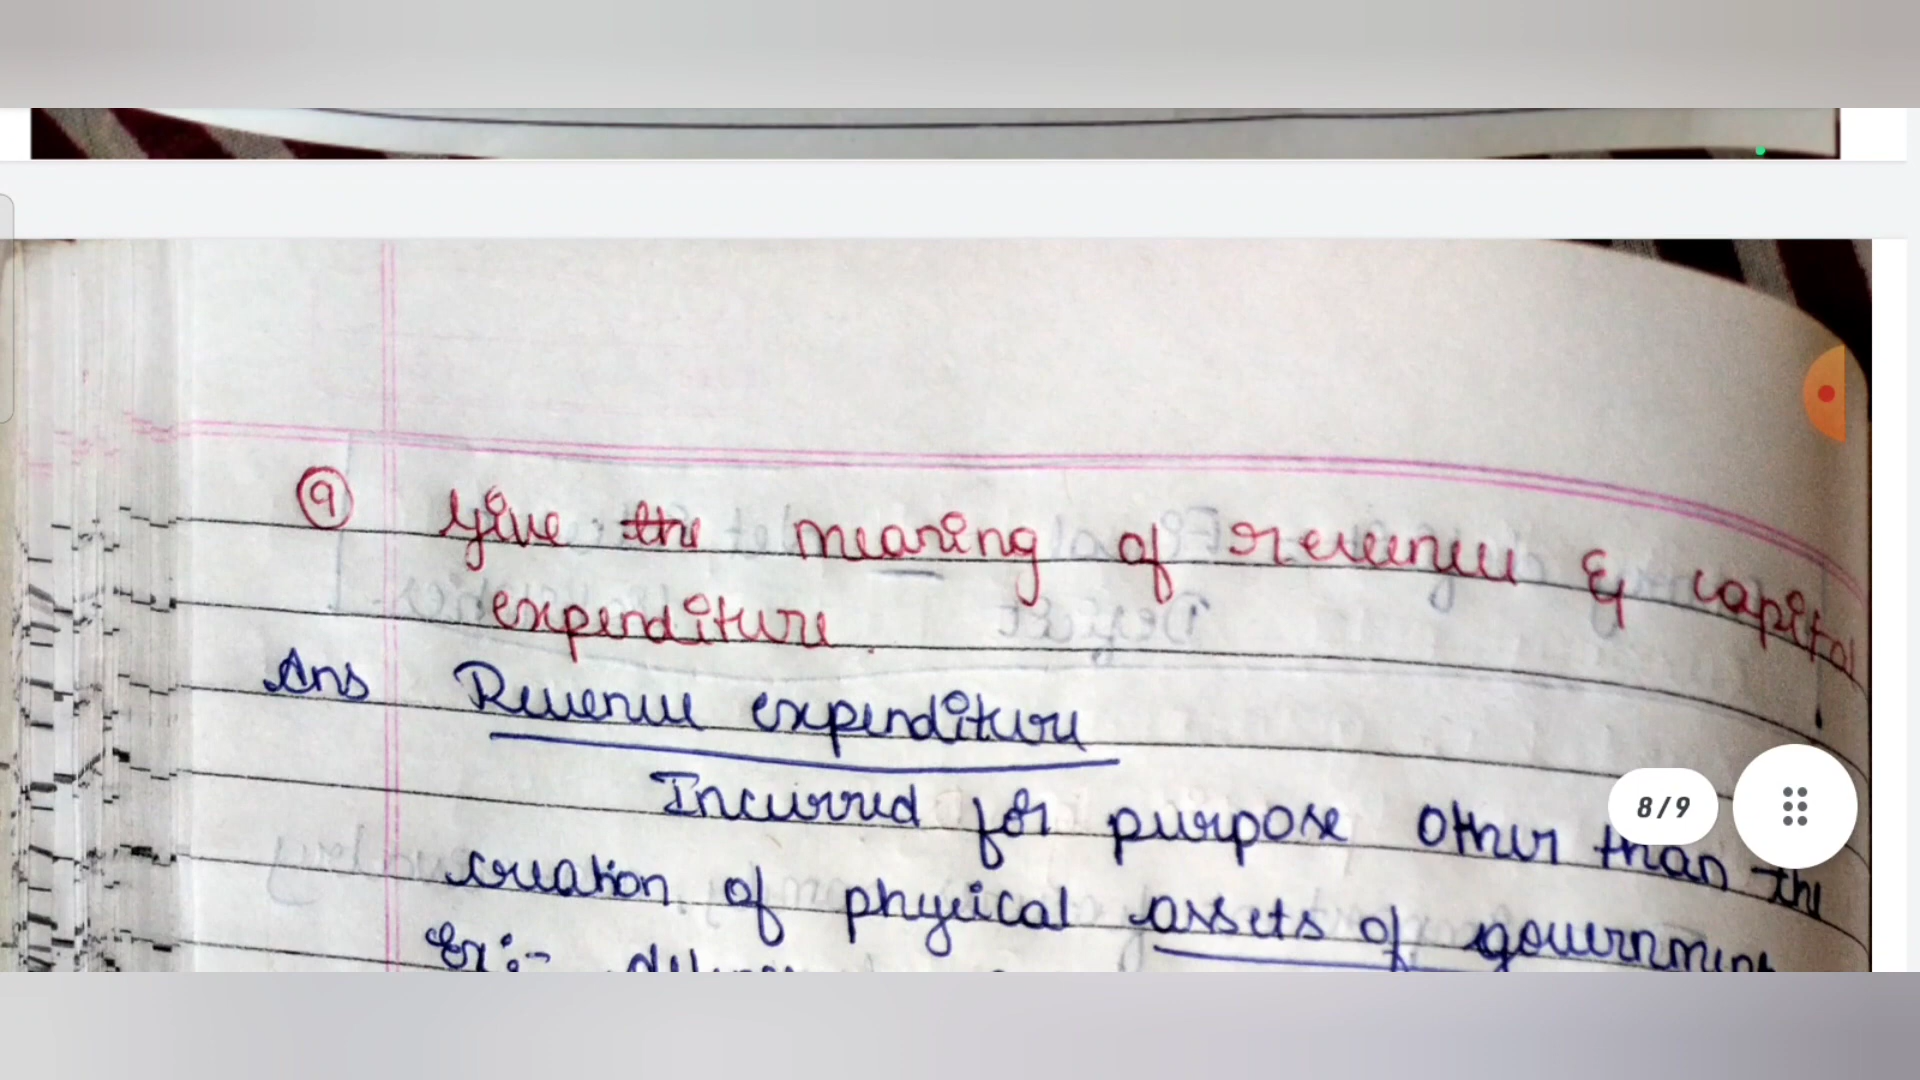 9 Give the meaning of revenue & capital
expenditure.
Ans Revenue expenditure
Incurred for purpose other than the
creation of physical assets of government
Ex:-
8/9